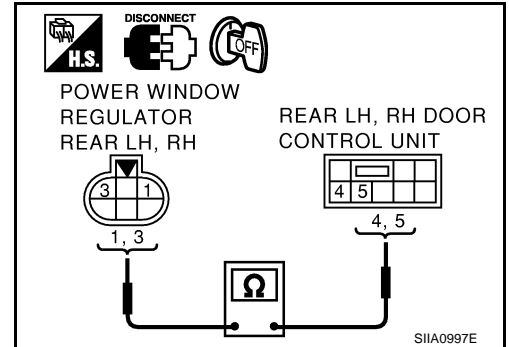 DISCONNECT
H.S.
OFF
POWER WINDOW
REGULATOR
REAR LH, RH
REAR LH, RH DOOR
CONTROL UNIT
3 1
4 5
1, 3
4, 5
Ω
SIIA0997E